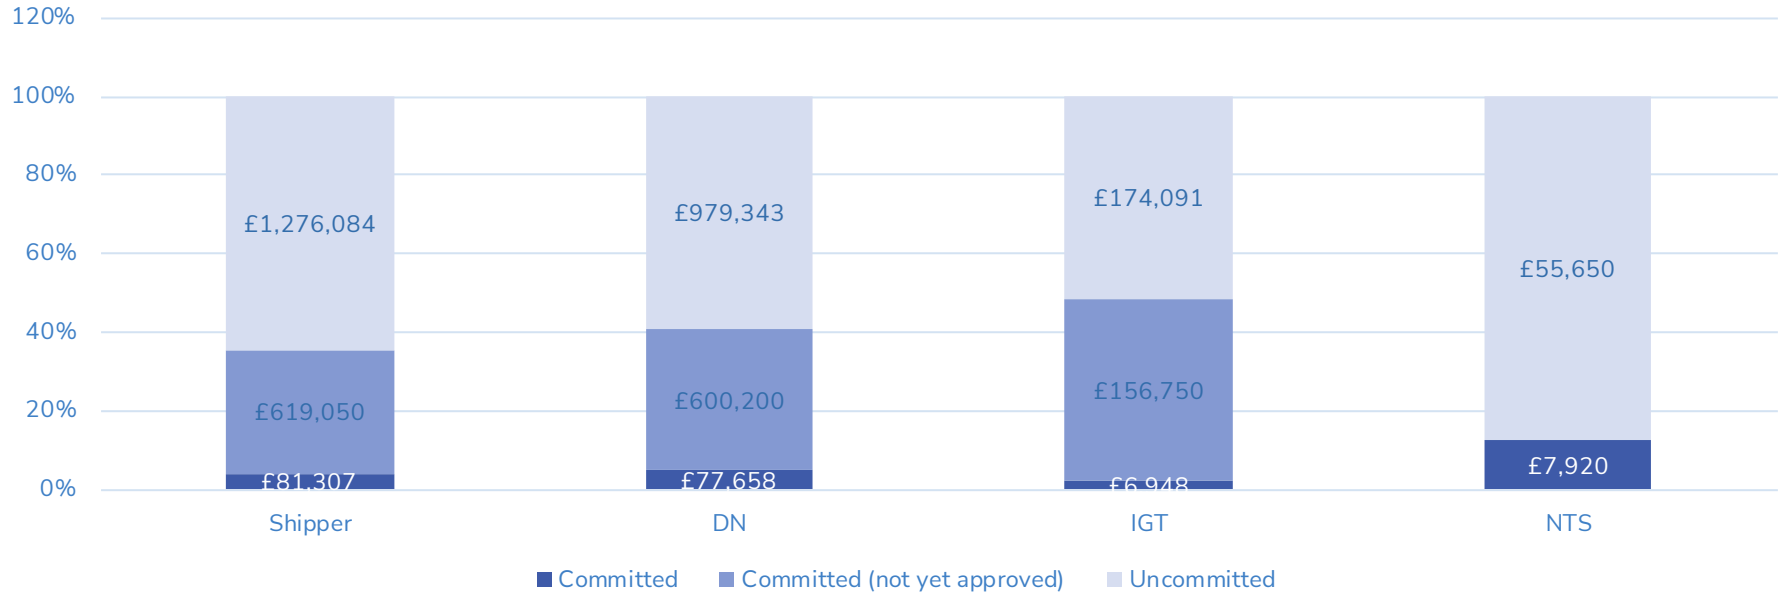 120%
100%
80%
60%
40%
20%
0%
£1,276,084
£979,343
£174,091
£55,650
£619,050
£600,200
£156,750
£81,307
£77,658
£6,948
£7,920
Shipper
DN
IGT
NTS
Committed
Committed (not yet approved)
Uncommitted